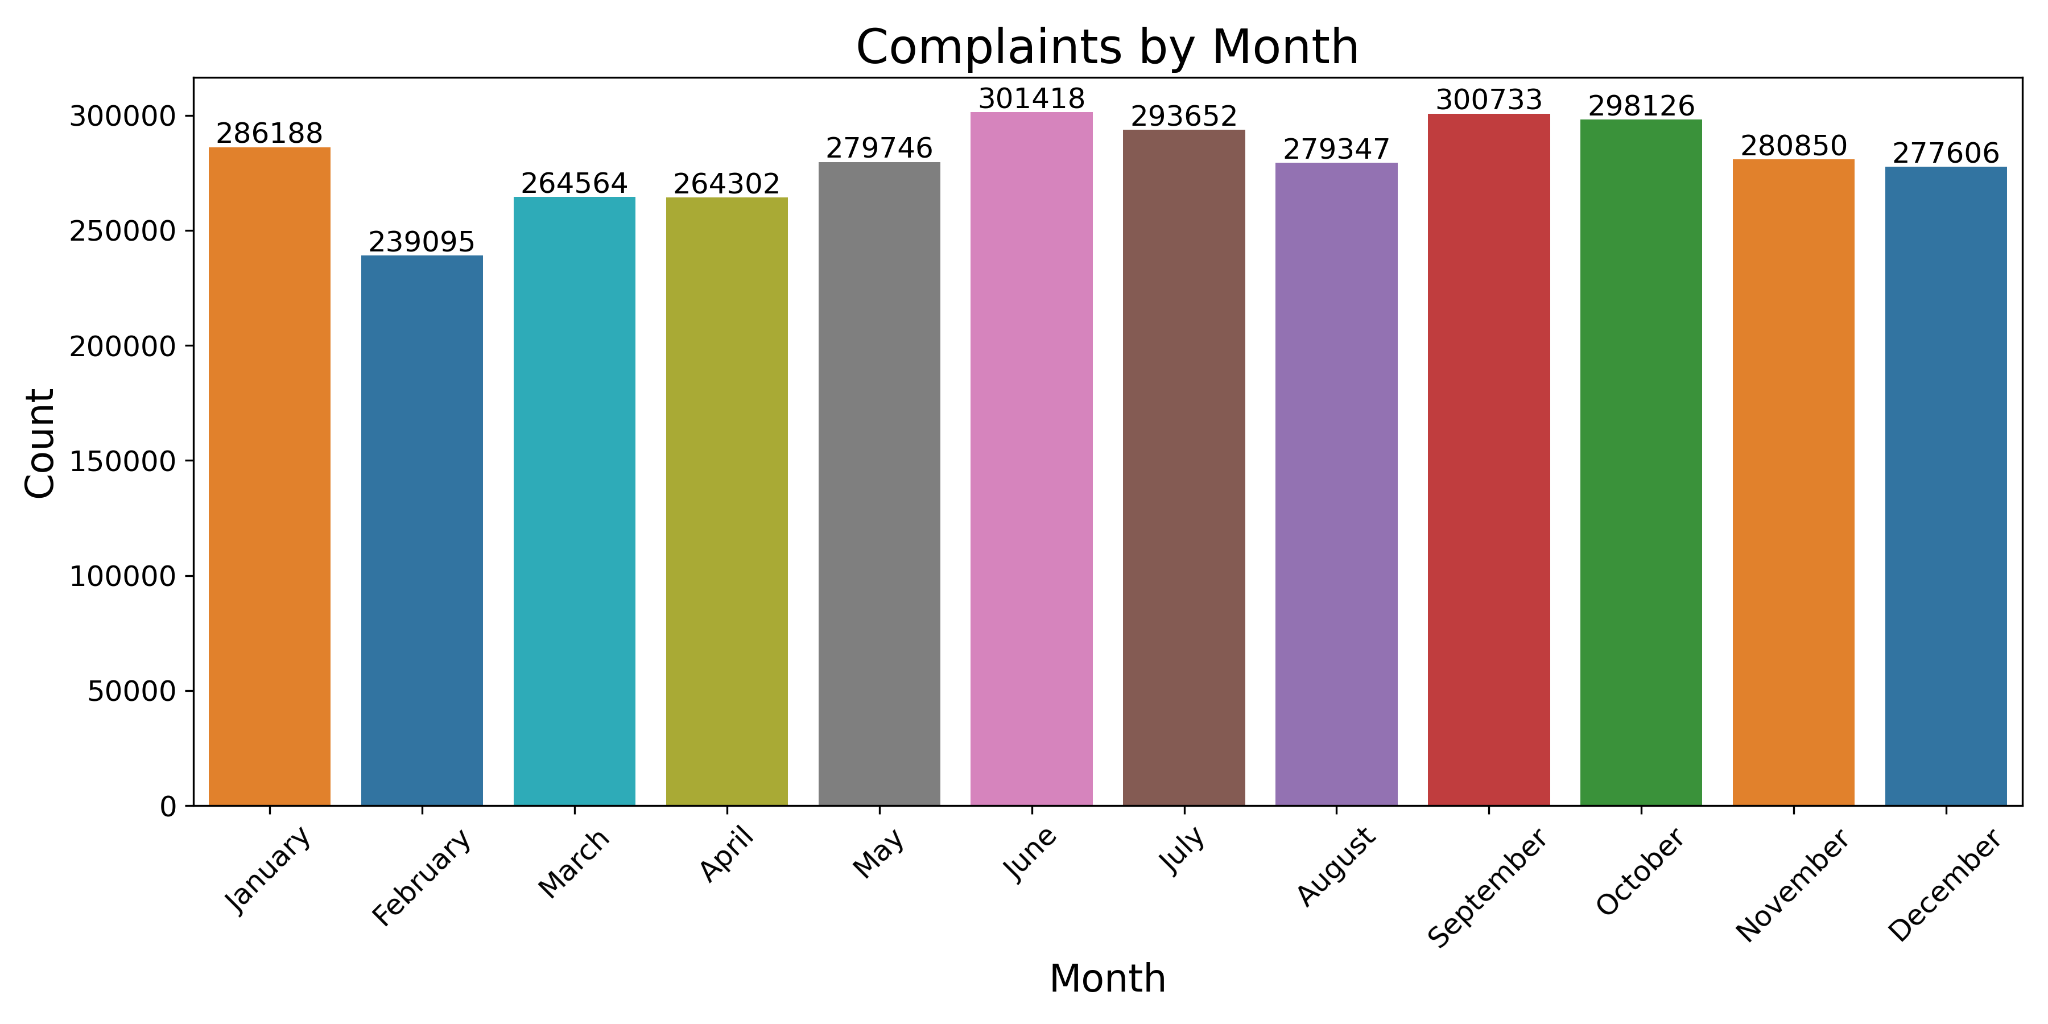 Complaints by Month
Count
300000
250000
200000
150000
100000
50000
0
286188
239095
264564
264302
279746
301418
293652
279347
300733
298126
280850
277606
January
February
March
April
May
June
July
August
September
October
November
December
Month